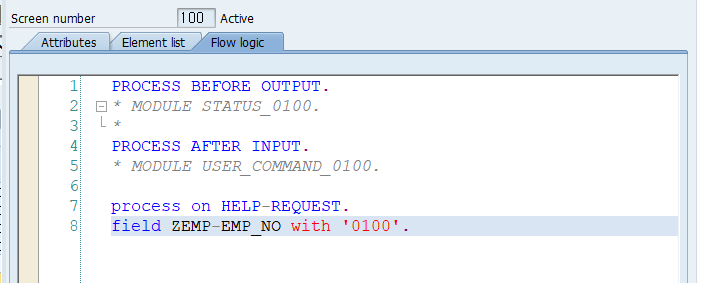 Screen number 100 Active
Attributes Element list Flow logic
1 PROCESS BEFORE OUTPUT.
2 * MODULE STATUS_0100.
3 *
4 PROCESS AFTER INPUT.
5 * MODULE USER_COMMAND_0100.
6
7 process on HELP-REQUEST.
8 field ZEMP-EMP_NO with '0100'.